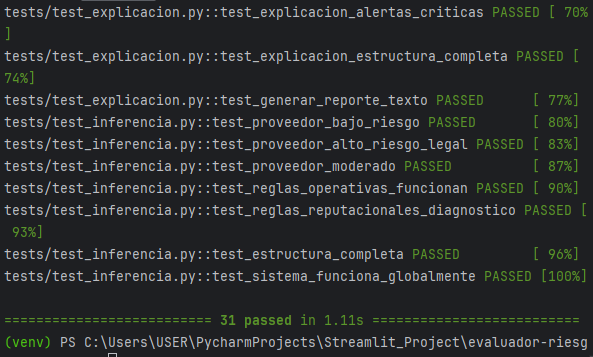 tests/test_explicacion.py::test_explicacion_alertas_criticas PASSED [ 70%
]
tests/test_explicacion.py::test_explicacion_estructura_completa PASSED [
74%]
tests/test_explicacion.py::test_generar_reporte_texto PASSED      [ 77%]
tests/test_inferencia.py::test_proveedor_bajo_riesgo PASSED       [ 80%]
tests/test_inferencia.py::test_proveedor_alto_riesgo_legal PASSED [ 83%]
tests/test_inferencia.py::test_proveedor_moderado PASSED          [ 87%]
tests/test_inferencia.py::test_reglas_operativas_funcionan PASSED [ 90%]
tests/test_inferencia.py::test_reglas_reputacionales_diagnostico PASSED [
 93%]
tests/test_inferencia.py::test_estructura_completa PASSED         [ 96%]
tests/test_inferencia.py::test_sistema_funciona_globalmente PASSED [100%]
========================== 31 passed in 1.11s ==========================
(venv) PS C:\Users\USER\PycharmProjects\Streamlit_Project\evaluador-riesg